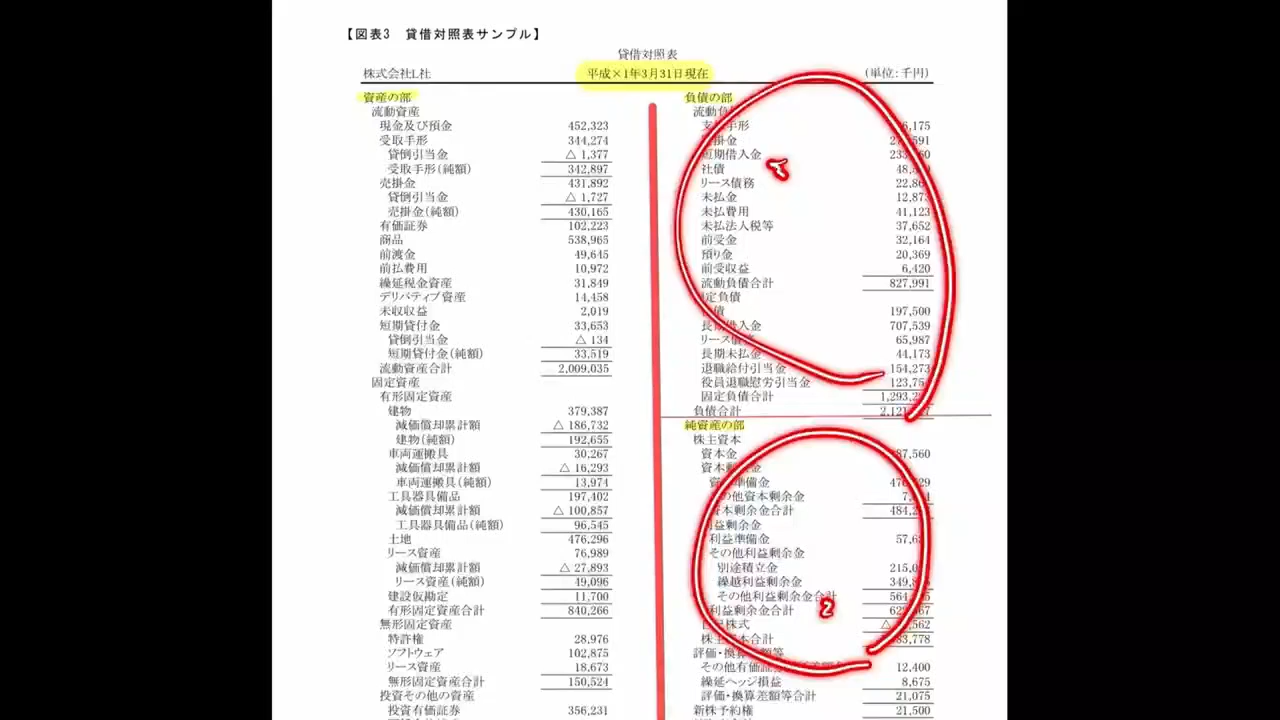 【図表3 貸借対照表サンプル】
貸借対照表
株式会社L社
平成×1年3月31日現在
(単位:千円)
資産の部
流動資産
現金及び預金 452,323
受取手形 344,274
貸倒引当金 △ 1,377
受取手形(純額) 342,897
売掛金 431,892
貸倒引当金 △ 1,727
売掛金(純額) 430,165
有価証券 102,223
商品 538,965
前渡金 49,645
前払費用 10,972
繰延税金資産 31,849
デリバティブ資産 14,458
未収収益 2,019
短期貸付金 33,653
貸倒引当金 △ 134
短期貸付金(純額) 33,519
流動資産合計 2,009,035
固定資産
有形固定資産
建物 379,387
減価償却累計額 △ 186,732
建物(純額) 192,655
車両運搬具 30,267
減価償却累計額 △ 16,293
車両運搬具(純額) 13,974
工具器具備品 197,402
減価償却累計額 △ 100,857
工具器具備品(純額) 96,545
土地 476,296
リース資産 76,989
減価償却累計額 △ 27,893
リース資産(純額) 49,096
建設仮勘定 11,700
有形固定資産合計 840,266
無形固定資産
特許権 28,976
ソフトウェア 102,875
リース資産 18,673
無形固定資産合計 150,524
投資その他の資産
投資有価証券 356,231
負債の部
流動負
手形
掛金
短期借入金
社債
リース債務
未払金
未払費用 41,123
未払法人税等 37,652
前受金 32,164
預り金 20,369
前受収益 6,420
流動負債合計 827,991
定負債
債 197,500
長期借入金 707,539
リース 65,987
長期未払金 44,173
退職給付引当金 154,273
役員退職慰労引当金
固定負債合計
負債合計
純資産の部
株主資本
資本金
資本
準備金
の他資本剰余金
本剰余金合計
利益剰余金
利益準備金
その他利益剰余金
別途積立金
繰越利益剰余金
その他利益剰余金合計
利益剰余金合計
2
自己株式
株主資本合計
評価・換算 額等
その他有価証 12,400
繰延ヘッジ損益 8,675
評価・換算差額等合計 21,075
新株予約権 21,500